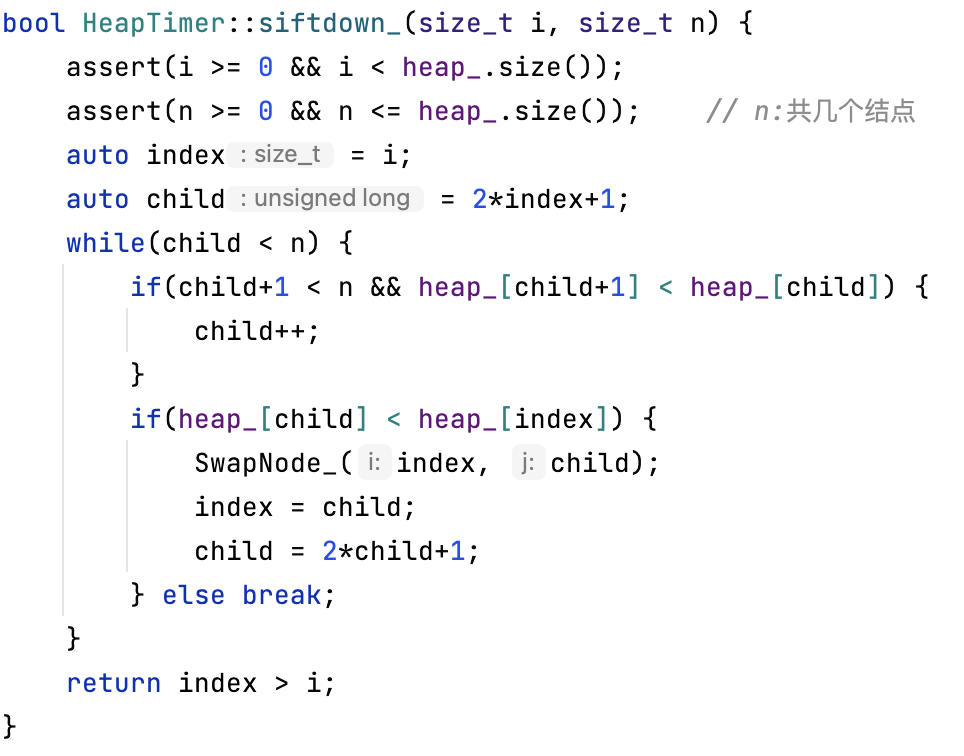 bool HeapTimer::siftdown_(size_t i, size_t n) {
    assert(i >= 0 && i < heap_.size());
    assert(n >= 0 && n <= heap_.size());    // n:共几个结点
    auto index : size_t = i;
    auto child : unsigned long = 2*index+1;
    while(child < n) {
        if(child+1 < n && heap_[child+1] < heap_[child]) {
            child++;
        }
        if(heap_[child] < heap_[index]) {
            SwapNode_( i: index, j: child);
            index = child;
            child = 2*child+1;
        } else break;
    }
    return index > i;
}